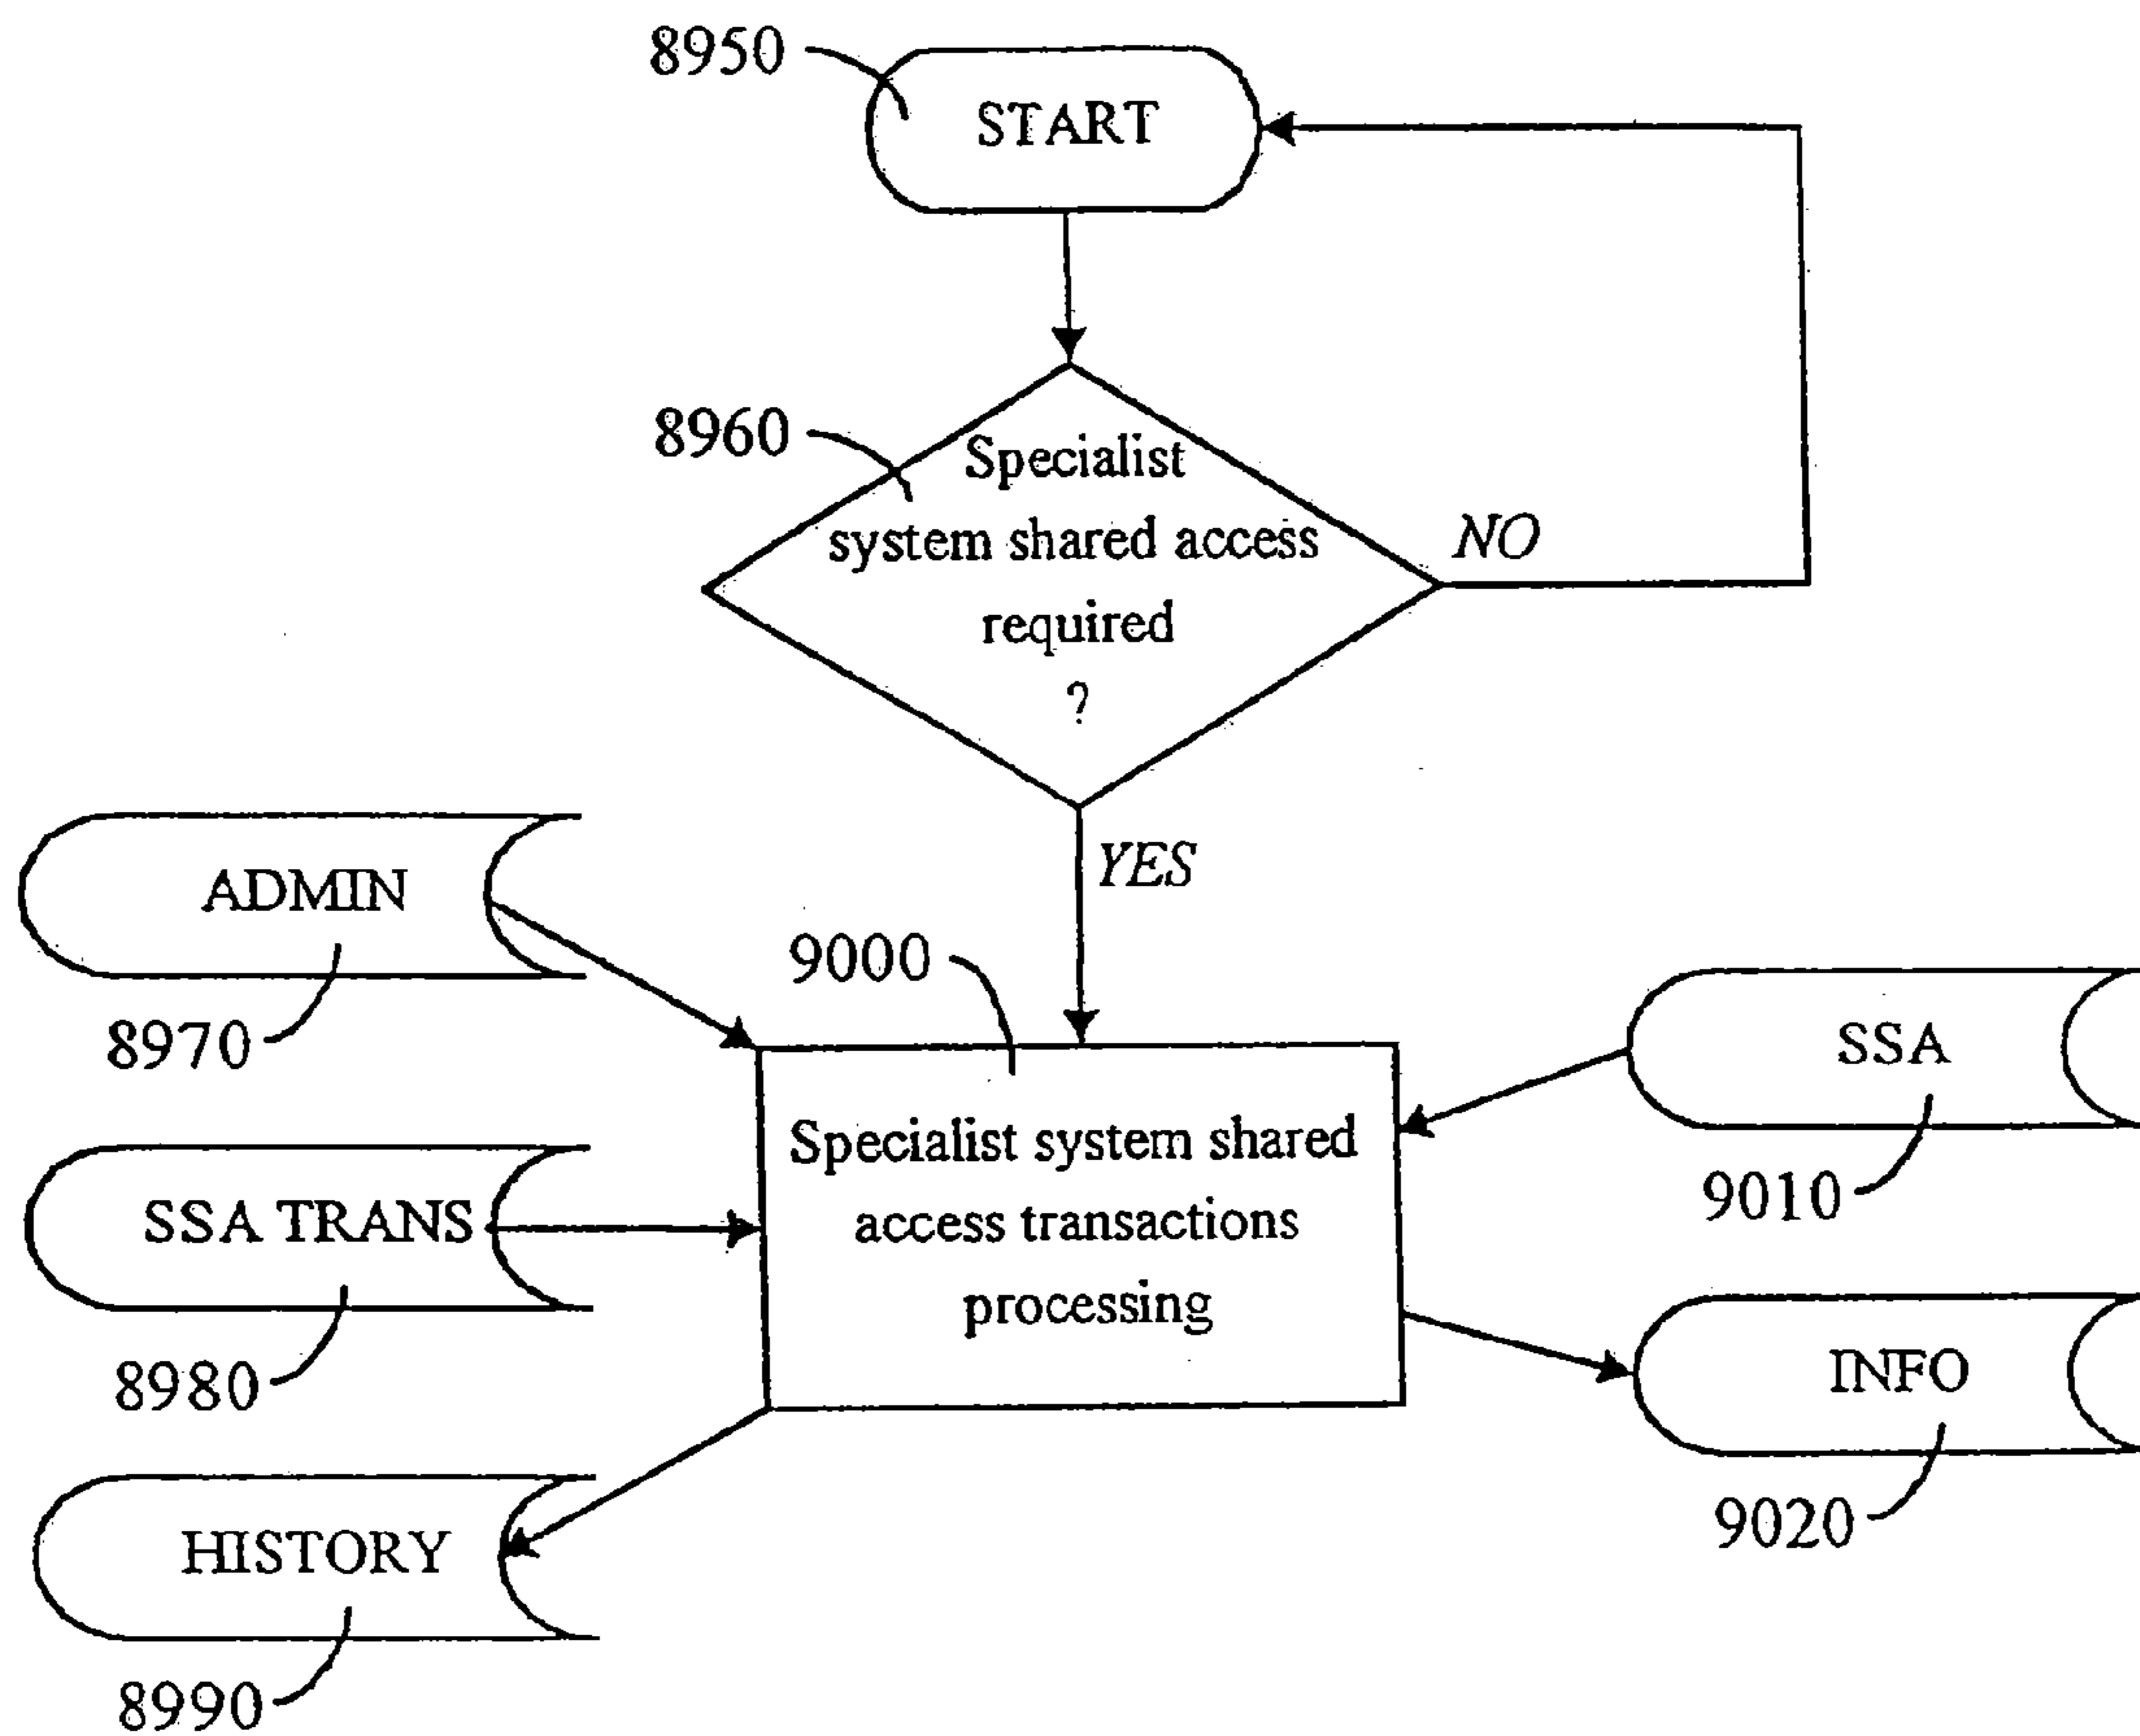 8950
START
8960
Specialist
system shared access
required
?
NO
YES
ADMIN
8970
9000
SSA
9010
Specialist system shared
access transactions
processing
SSA TRANS
8980
INFO
9020
HISTORY
8990